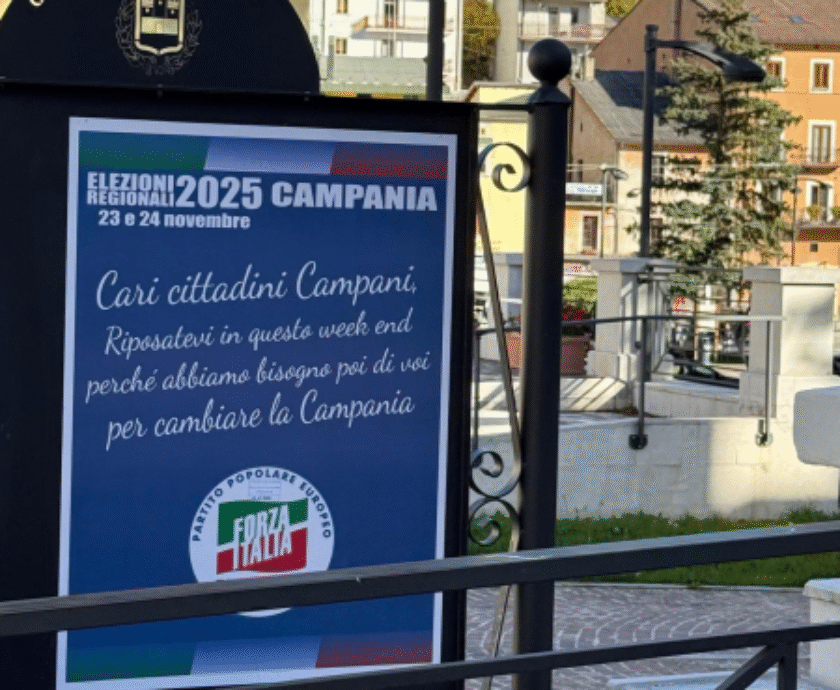 ELEZIONI
REGIONALI 2025 CAMPANIA
23 e 24 novembre
Cari cittadini Campani,
Riposatevi in questo week end
perché abbiamo bisogno poi di voi
per cambiare la Campania
PARTITO POPOLARE EUROPEO
FORZA
ITALIA